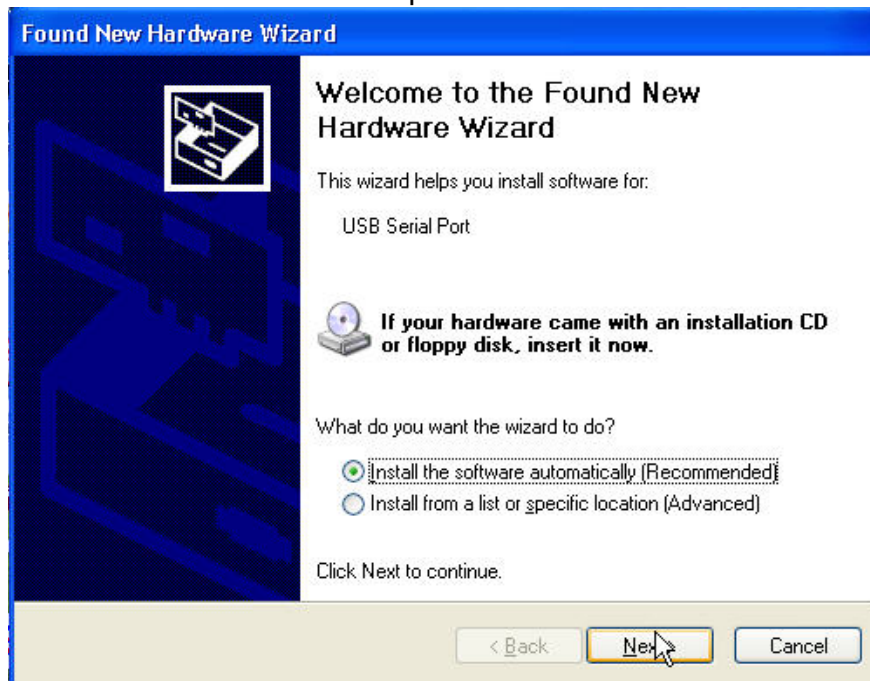 Found New Hardware Wizard
Welcome to the Found New
Hardware Wizard
This wizard helps you install software for:
USB Serial Port
If your hardware came with an installation CD
or floppy disk, insert it now.
What do you want the wizard to do?
Install the software automatically (Recommended)
Install from a list or specific location (Advanced)
Click Next to continue.
< Back Next > Cancel